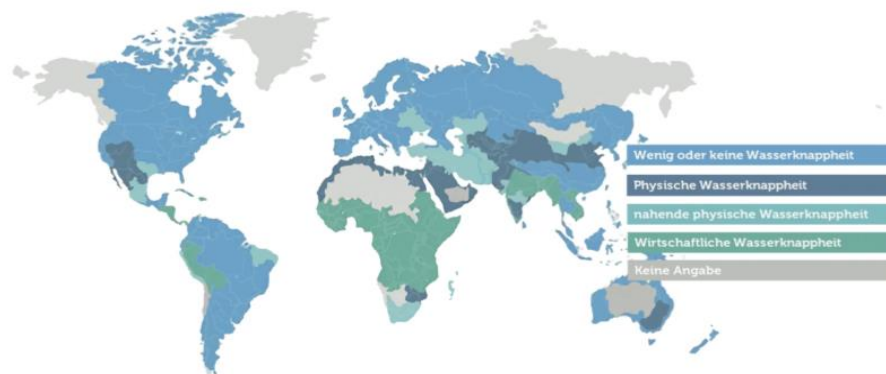 Wenig oder keine Wasserknappheit
Physische Wasserknappheit
nahende physische Wasserknappheit
Wirtschaftliche Wasserknappheit
Keine Angabe